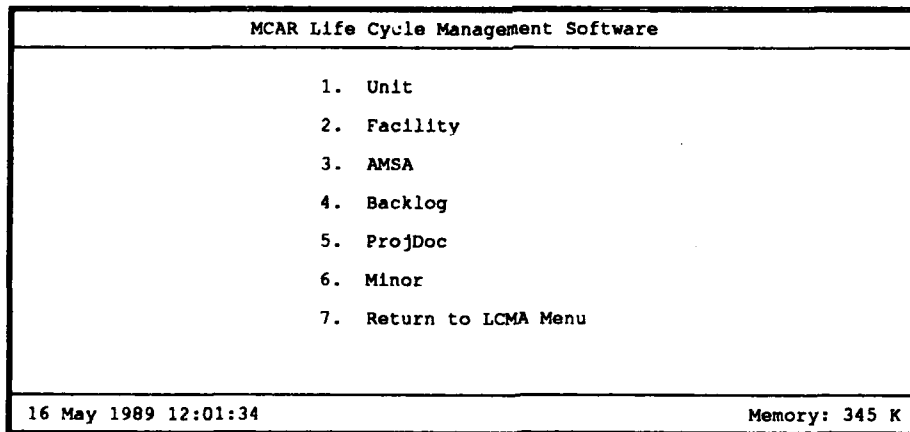 MCAR Life Cycle Management Software
1. Unit
2. Facility
3. AMSA
4. Backlog
5. ProjDoc
6. Minor
7. Return to LCMA Menu
16 May 1989 12:01:34 Memory: 345 K